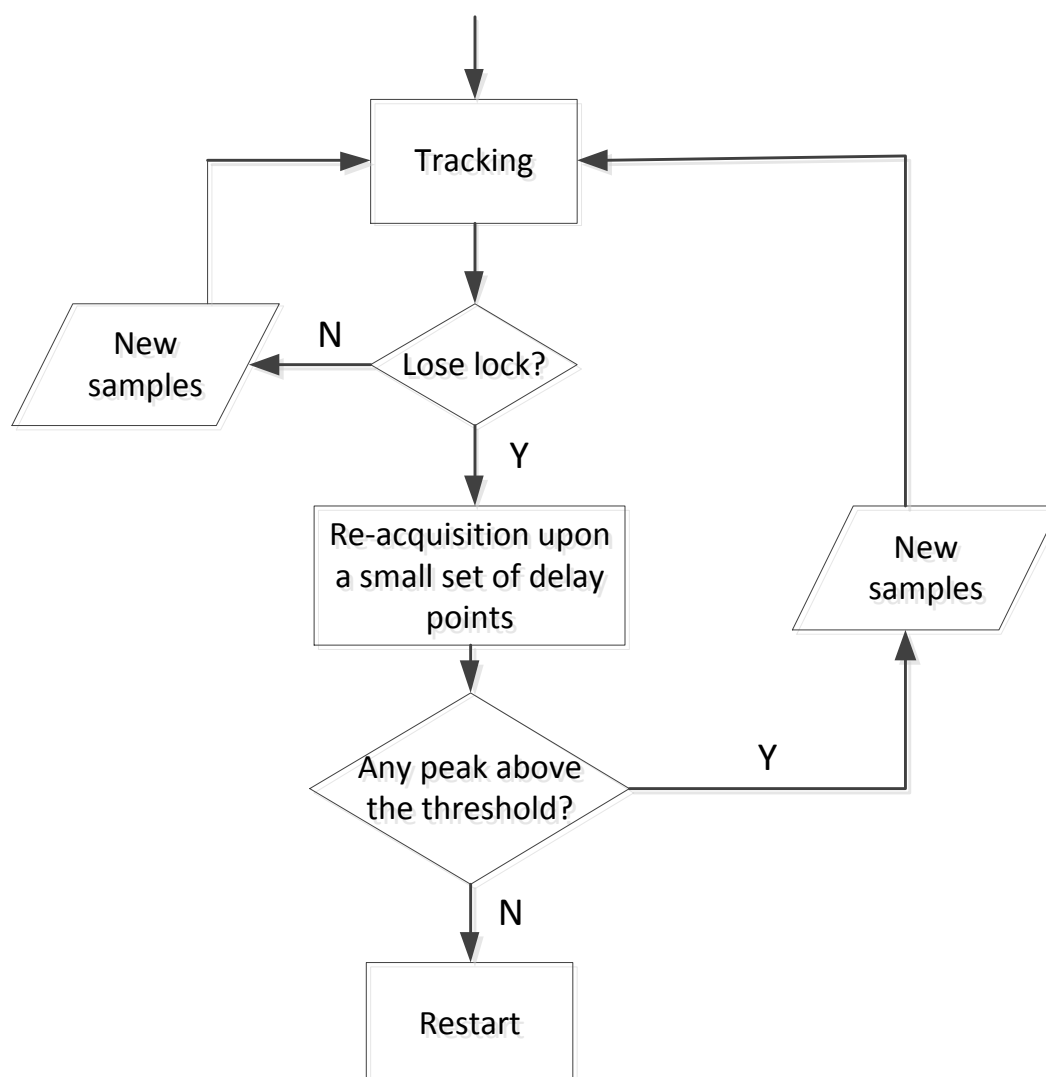 Tracking
New
samples
N
Lose lock?
Y
Re-acquisition upon
a small set of delay
points
New
samples
Any peak above
the threshold?
Y
N
Restart